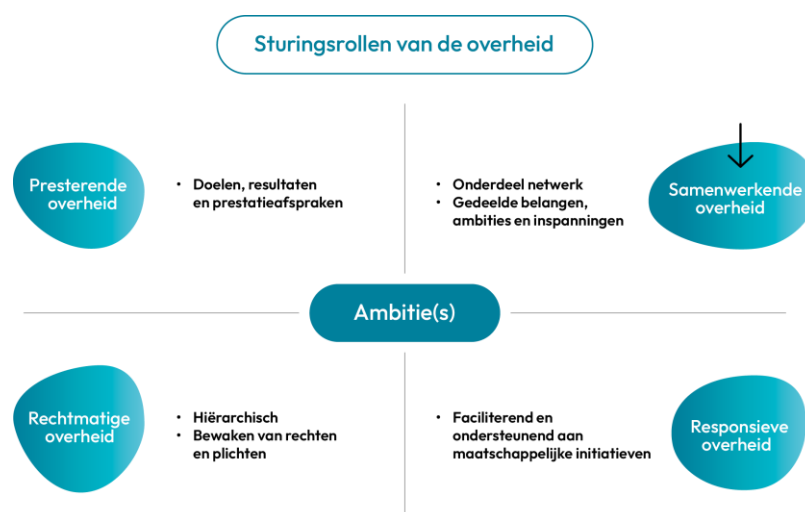 Sturingsrollen van de overheid
Presterende
overheid
• Doelen, resultaten
en prestatieafspraken
• Onderdeel netwerk
• Gedeelde belangen,
ambities en inspanningen
Samenwerkende
overheid
Ambitie(s)
Rechtmatige
overheid
• Hiërarchisch
• Bewaken van rechten
en plichten
• Faciliterend en
ondersteunend aan
maatschappelijke initiatieven
Responsieve
overheid